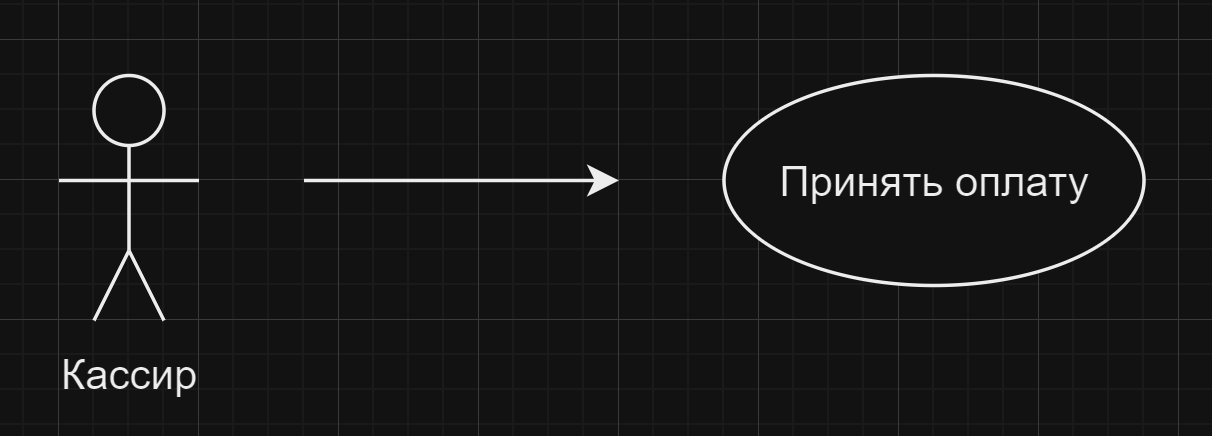 Принять оплату
Кассир